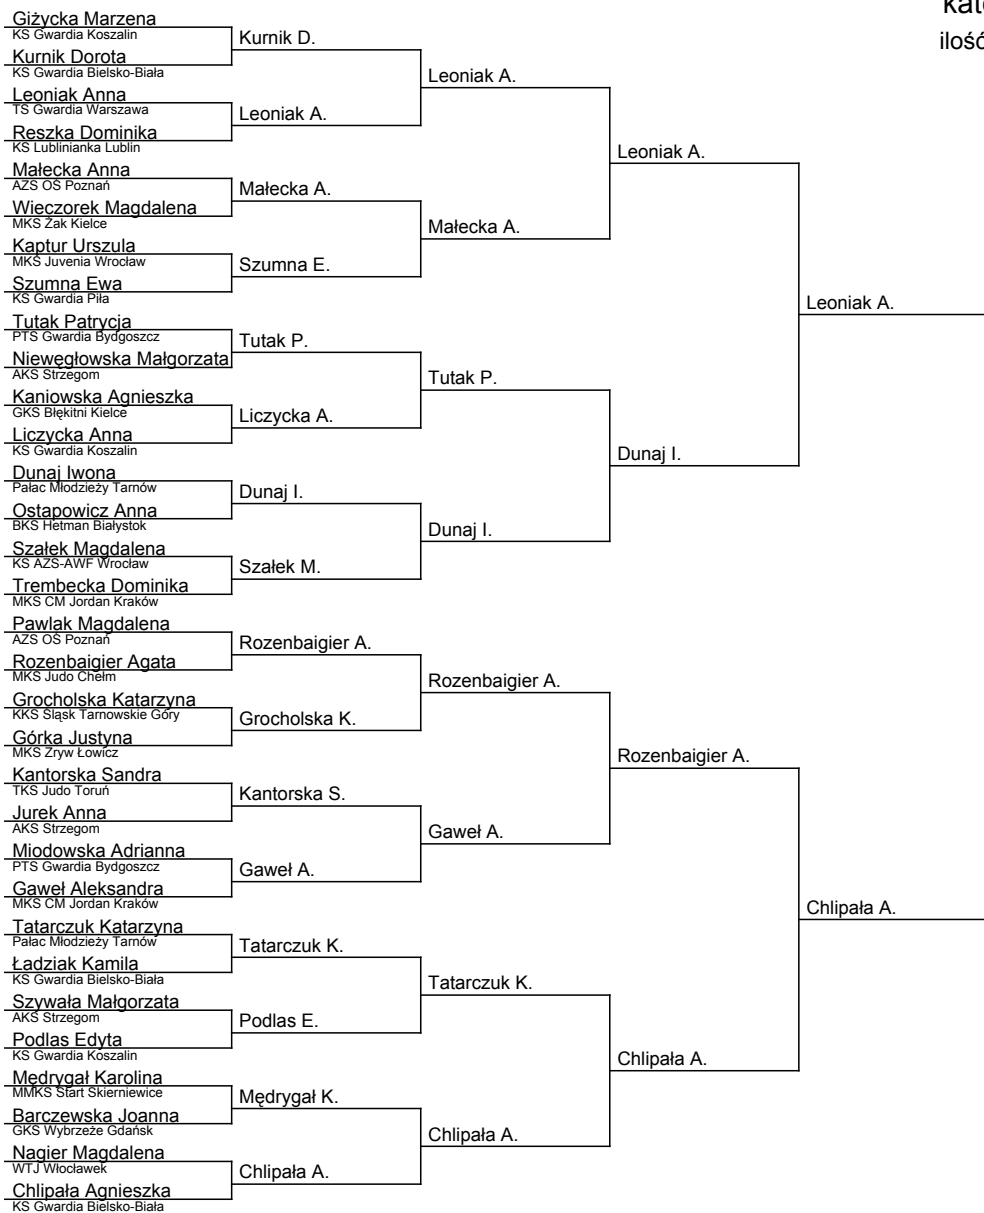 kat
ilość
Giżycka Marzena
KS Gwardia Koszalin
Kurnik Dorota
KS Gwardia Bielsko-Biała
Leoniak Anna
TS Gwardia Warszawa
Reszka Dominika
KS Lublinianka Lublin
Małecka Anna
AZS OŚ Poznań
Wieczorek Magdalena
MKS Żak Kielce
Kaptur Urszula
MKS Juvenia Wrocław
Szumna Ewa
KS Gwardia Piła
Tutak Patrycja
PTS Gwardia Bydgoszcz
Niewęgłowska Małgorzata
AKS Strzegom
Kaniowska Agnieszka
GKS Błękitni Kielce
Liczycka Anna
KS Gwardia Koszalin
Dunaj Iwona
Pałac Młodzieży Tarnów
Ostapowicz Anna
BKS Hetman Białystok
Szałek Magdalena
KS AZS-AWF Wrocław
Trembecka Dominika
MKS CM Jordan Kraków
Pawlak Magdalena
AZS OŚ Poznań
Rozenbaigier Agata
MKS Judo Chełm
Grocholska Katarzyna
KKS Śląsk Tarnowskie Góry
Górka Justyna
MKS Zryw Łowicz
Kantorska Sandra
TKS Judo Toruń
Jurek Anna
AKS Strzegom
Miodowska Adrianna
PTS Gwardia Bydgoszcz
Gaweł Aleksandra
MKS CM Jordan Kraków
Tatarczuk Katarzyna
Pałac Młodzieży Tarnów
Ładziak Kamila
KS Gwardia Bielsko-Biała
Szywała Małgorzata
AKS Strzegom
Podlas Edyta
KS Gwardia Koszalin
Mędrygał Karolina
MMKS Start Skierniewice
Barczewska Joanna
GKS Wybrzeże Gdańsk
Nagier Magdalena
WTJ Włocławek
Chlipała Agnieszka
KS Gwardia Bielsko-Biała
Kurnik D.
Leoniak A.
Małecka A.
Szumna E.
Tutak P.
Liczycka A.
Dunaj I.
Szałek M.
Rozenbaigier A.
Grocholska K.
Kantorska S.
Gaweł A.
Tatarczuk K.
Podlas E.
Mędrygał K.
Chlipała A.
Leoniak A.
Małecka A.
Tutak P.
Dunaj I.
Rozenbaigier A.
Gaweł A.
Tatarczuk K.
Chlipała A.
Leoniak A.
Dunaj I.
Rozenbaigier A.
Chlipała A.
Leoniak A.
Chlipała A.